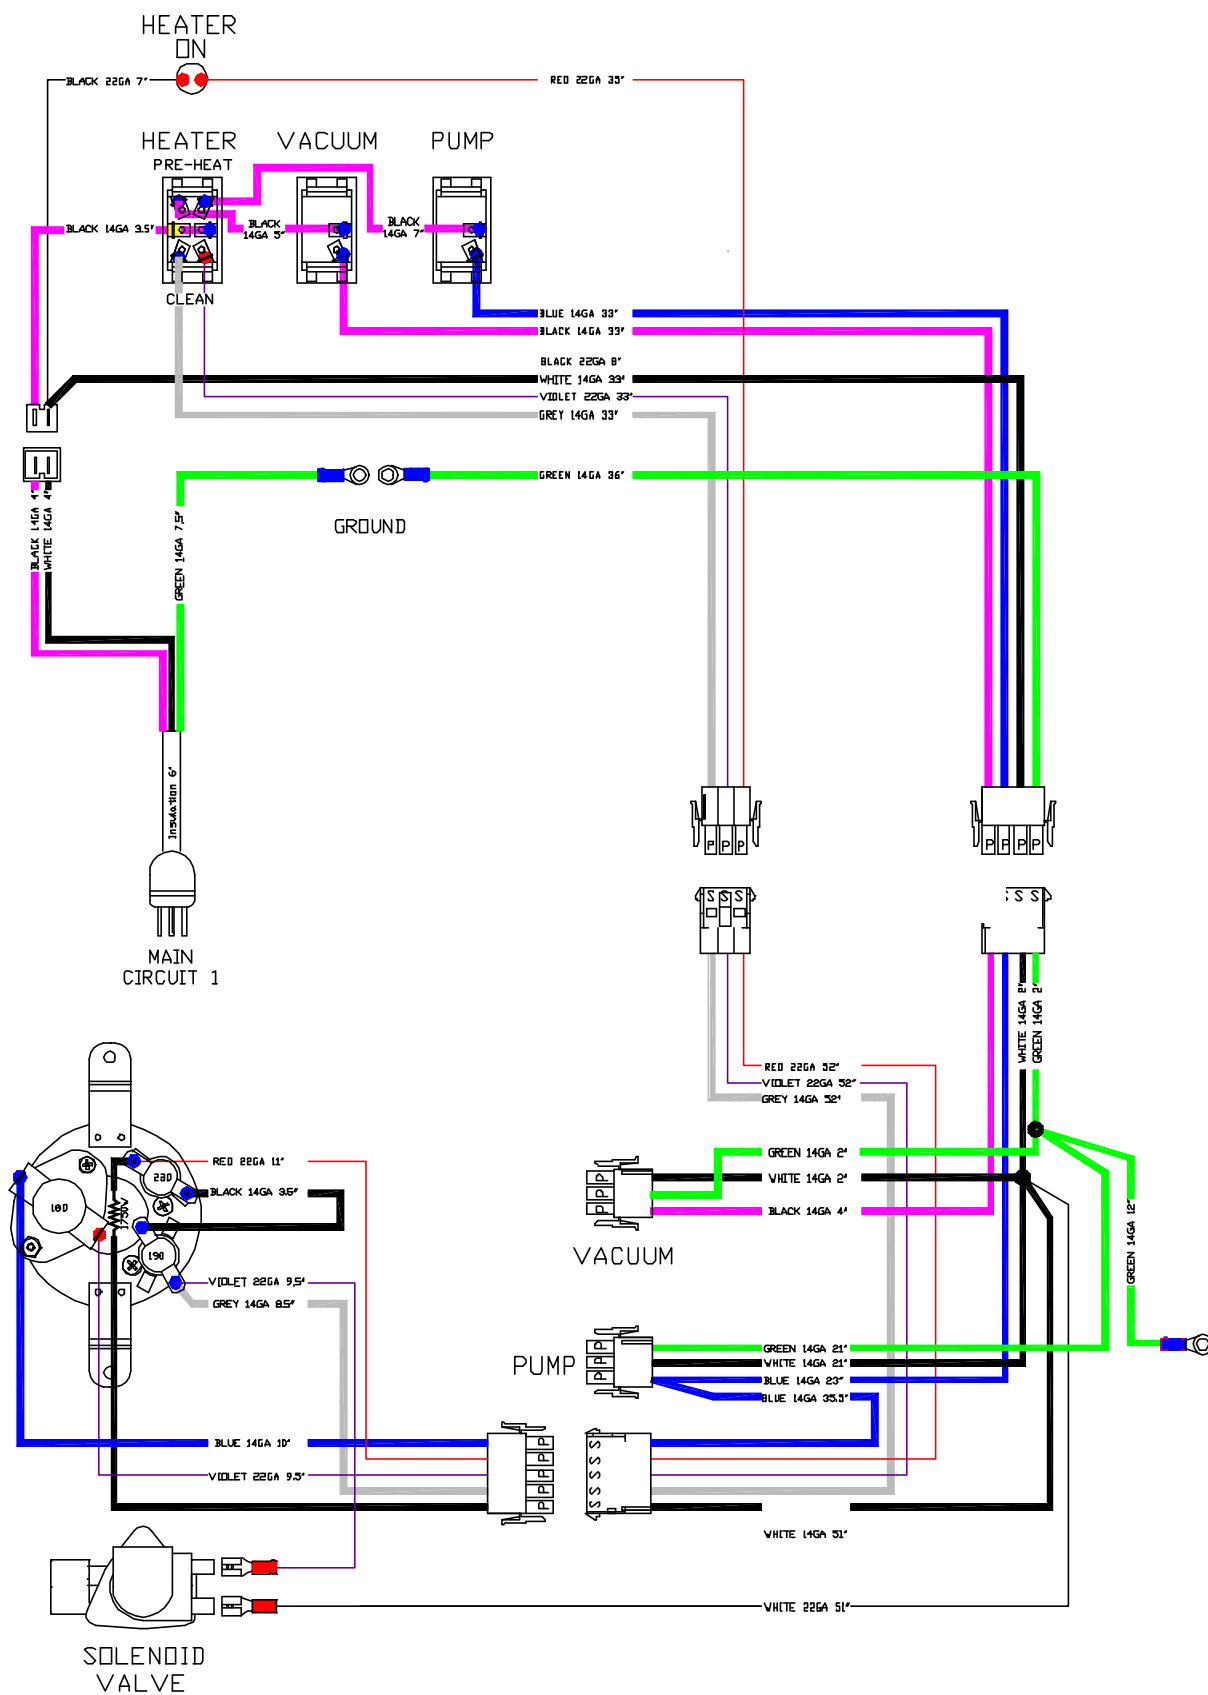 HEATER
ON
BLACK 22GA 7"
RED 22GA 35"
HEATER
VACUUM
PUMP
PRE-HEAT
BLACK 14GA 3.5"
BLACK
14GA 5"
BLACK
14GA 7"
CLEAN
BLUE 14GA 33"
BLACK 14GA 33"
BLACK 22GA 8"
WHITE 14GA 33"
VIOLET 22GA 33"
GREY 14GA 33"
GREEN 14GA 36"
GROUND
BLACK 14GA 4"
WHITE 14GA 4"
GREEN 14GA 7.5"
Insulation 6"
P P P
P P P P
S S S
S S
MAIN
CIRCUIT 1
WHITE 14GA 2"
GREEN 14GA 2"
RED 22GA 52"
VIOLET 22GA 52"
GREY 14GA 52"
RED 22GA 11"
GREEN 14GA 2"
WHITE 14GA 2"
BLACK 14GA 3.5"
BLACK 14GA 4"
1750W
190
P
P
P
VACUUM
GREEN 14GA 12"
VIOLET 22GA 9.5"
GREY 14GA 8.5"
PUMP
P
P
P
GREEN 14GA 21"
WHITE 14GA 21"
BLUE 14GA 23"
BLUE 14GA 35.5"
BLUE 14GA 10"
VIOLET 22GA 9.5"
P
P
P
P
P
S
S
S
S
S
WHITE 14GA 51"
WHITE 22GA 51"
SOLENOID
VALVE